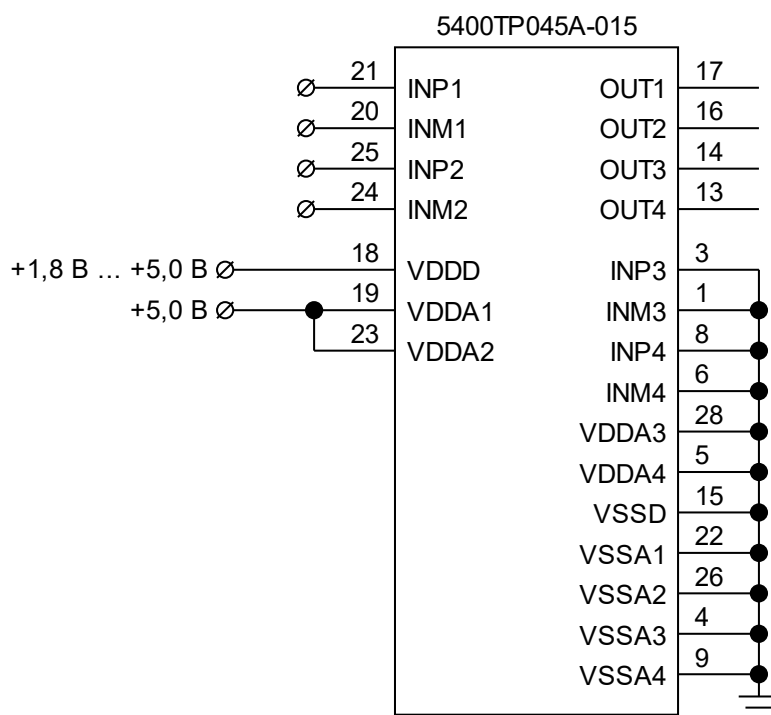 5400TP045A-015
21 INP1 OUT1 17
20 INM1 OUT2 16
25 INP2 OUT3 14
24 INM2 OUT4 13
+1,8 В ... +5,0 В 18 VDDD INP3 3
+5,0 В 19 VDDA1 INM3 1
23 VDDA2 INP4 8
INM4 6
VDDA3 28
VDDA4 5
VSSD 15
VSSA1 22
VSSA2 26
VSSA3 4
VSSA4 9